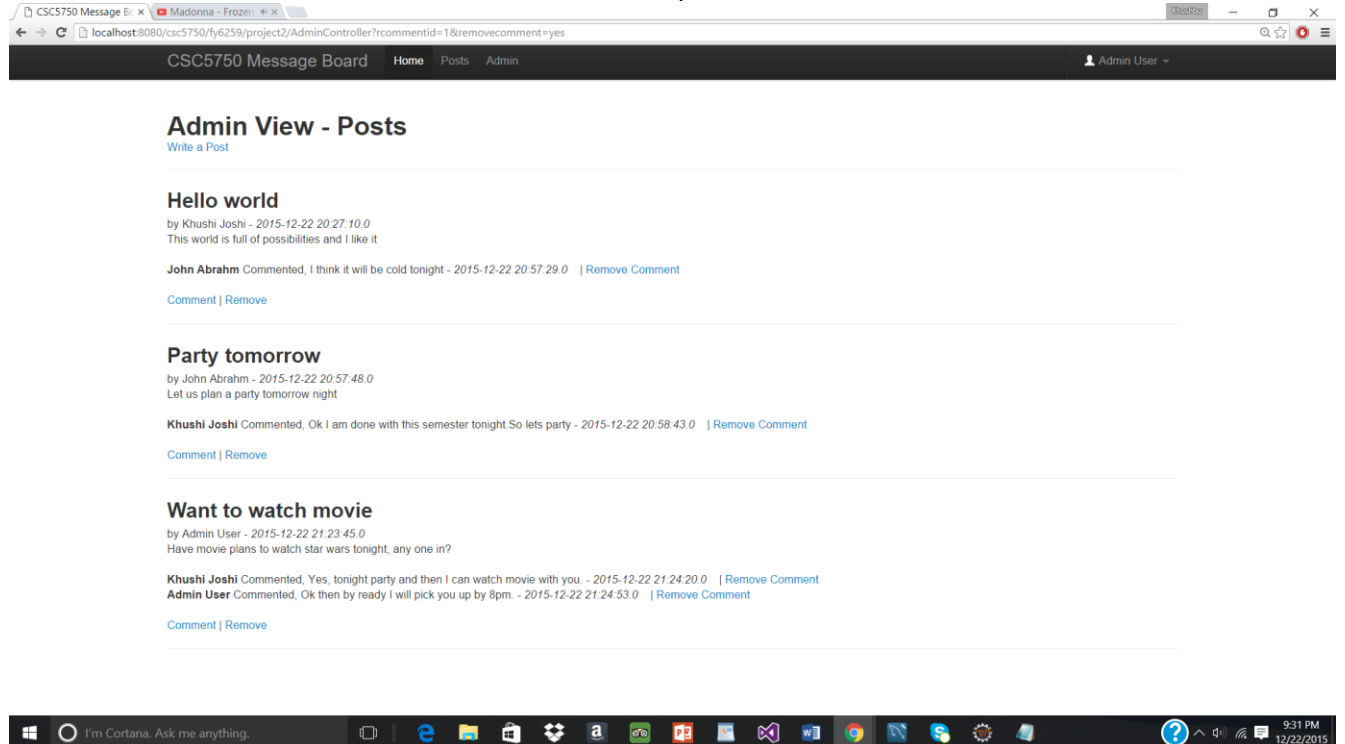 CSC5750 Message Bo
Madonna - Frozen
Khushbu
localhost:8080/csc5750/fy6259/project2/AdminController?rcommentid=1&removecomment=yes
CSC5750 Message Board Home Posts Admin Admin User
Admin View - Posts
Write a Post
Hello world
by Khushi Joshi - 2015-12-22 20:27:10.0
This world is full of possibilities and I like it
John Abrahm Commented, I think it will be cold tonight - 2015-12-22 20:57:29.0 | Remove Comment
Comment | Remove
Party tomorrow
by John Abrahm - 2015-12-22 20:57:48.0
Let us plan a party tomorrow night
Khushi Joshi Commented, Ok I am done with this semester tonight.So lets party - 2015-12-22 20:58:43.0 | Remove Comment
Comment | Remove
Want to watch movie
by Admin User - 2015-12-22 21:23:45.0
Have movie plans to watch star wars tonight, any one in?
Khushi Joshi Commented, Yes, tonight party and then I can watch movie with you. - 2015-12-22 21:24:20.0 | Remove Comment
Admin User Commented, Ok then by ready I will pick you up by 8pm. - 2015-12-22 21:24:53.0 | Remove Comment
Comment | Remove
I'm Cortana. Ask me anything.
9:31 PM
12/22/2015